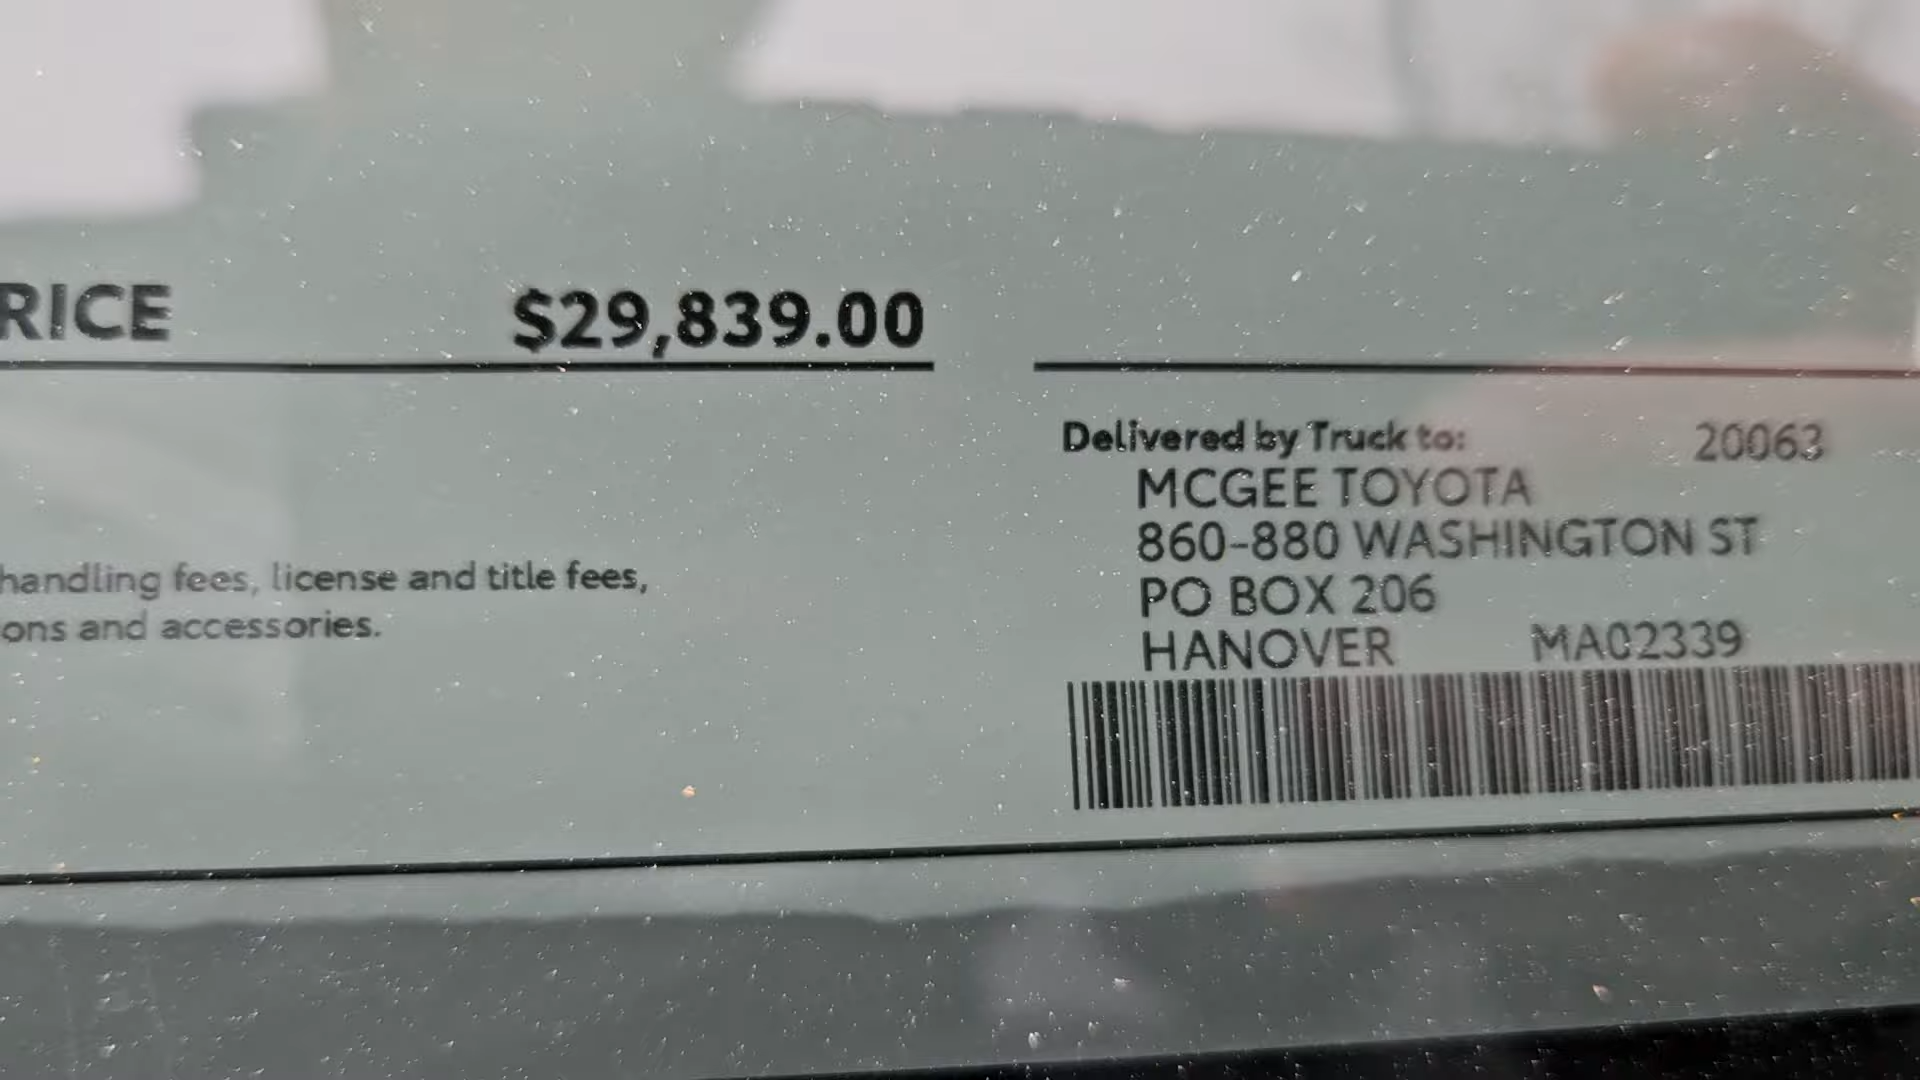 RICE $29,839.00
Delivered by Truck to: 20063
MCGEE TOYOTA
860-880 WASHINGTON ST
PO BOX 206
HANOVER MA02339
handling fees, license and title fees,
ons and accessories.